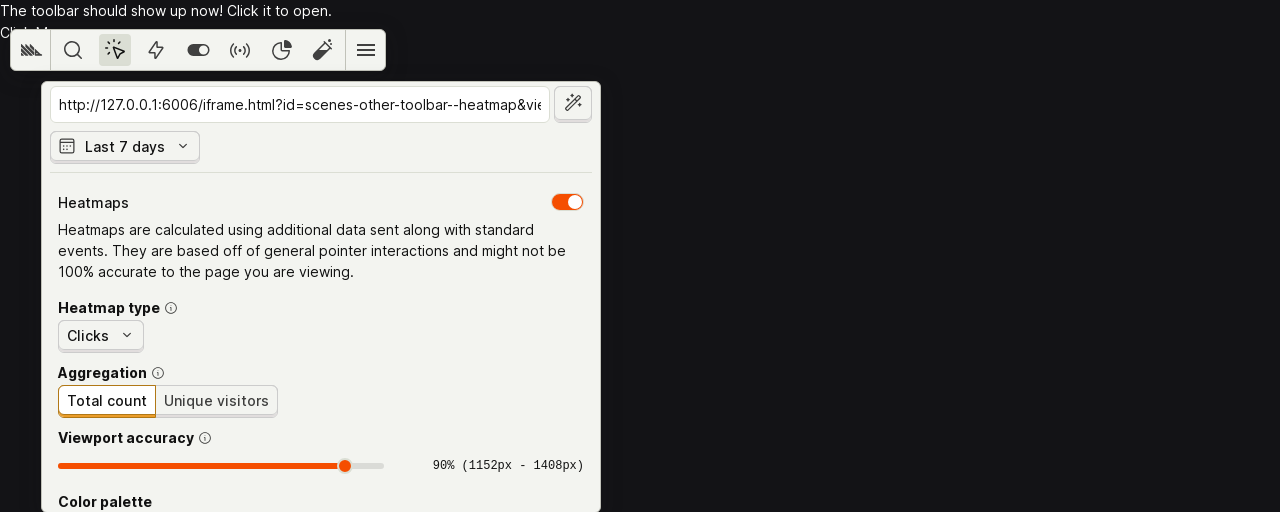 The toolbar should show up now! Click it to open.
http://127.0.0.1:6006/iframe.html?id=scenes-other-toolbar--heatmap&vie
Last 7 days
Heatmaps
Heatmaps are calculated using additional data sent along with standard
events. They are based off of general pointer interactions and might not be
100% accurate to the page you are viewing.
Heatmap type
Clicks
Aggregation
Total count
Unique visitors
Viewport accuracy
90% (1152px - 1408px)
Color palette